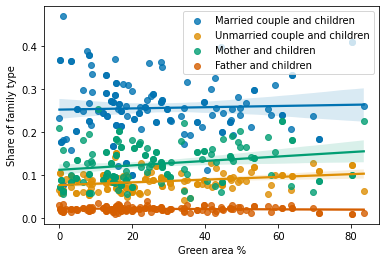 Married couple and children
Unmarried couple and children
Mother and children
Father and children
Share of family type
0.4
0.3
0.2
0.1
0.0
0
20
40
60
80
Green area %